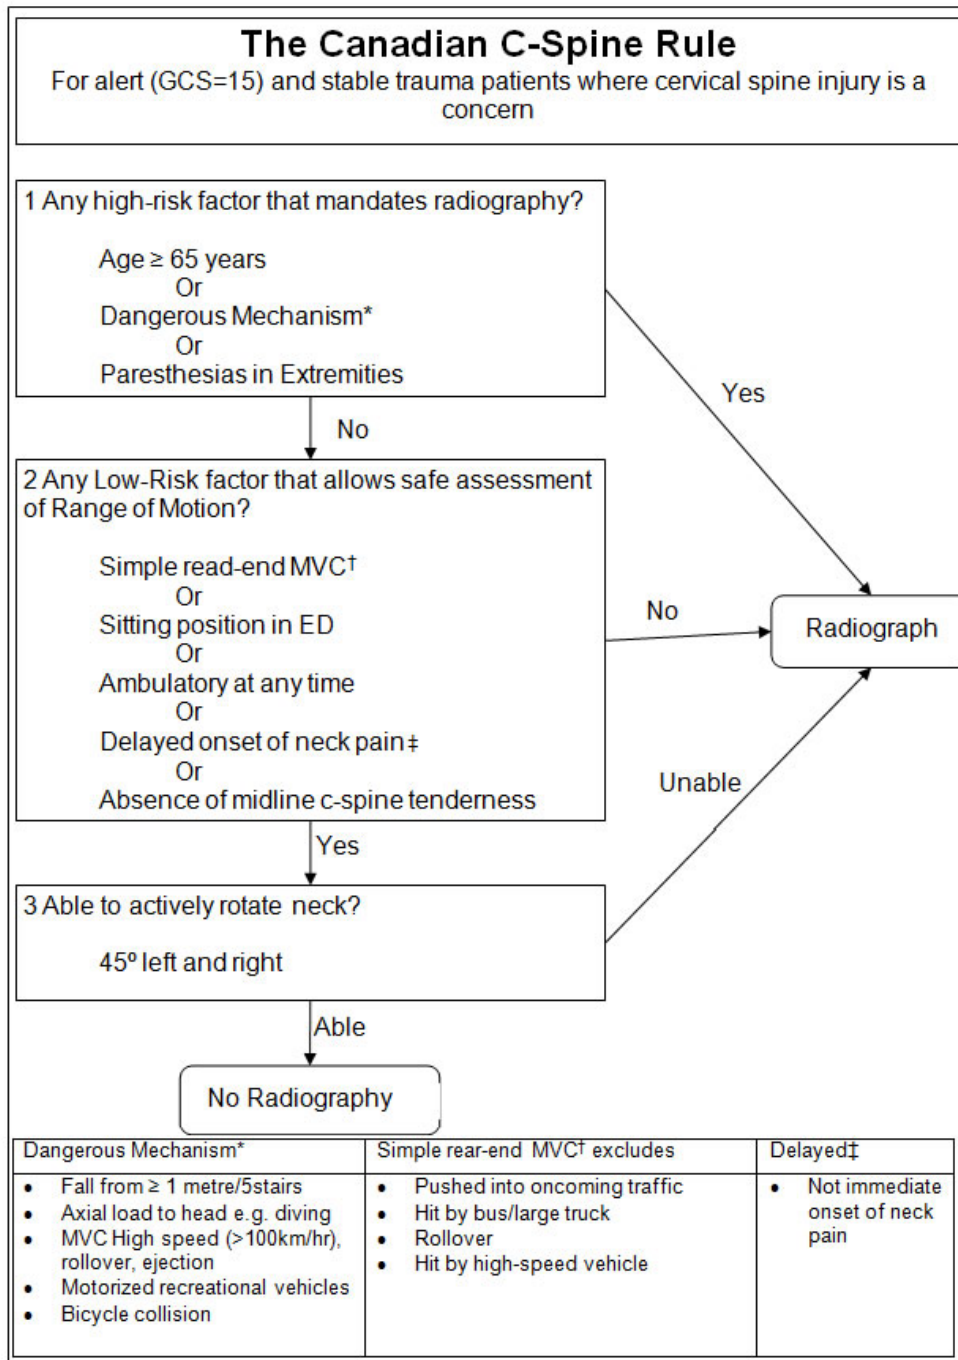 The Canadian C-Spine Rule
For alert (GCS=15) and stable trauma patients where cervical spine injury is a
concern
1 Any high-risk factor that mandates radiography?
Age ≥ 65 years
Or
Dangerous Mechanism*
Or
Paresthesias in Extremities
Yes
No
2 Any Low-Risk factor that allows safe assessment
of Range of Motion?
Simple read-end MVC†
Or
Sitting position in ED
Or
Ambulatory at any time
Or
Delayed onset of neck pain‡
Or
Absence of midline c-spine tenderness
No
Radiograph
Unable
Yes
3 Able to actively rotate neck?
45º left and right
Able
No Radiography
Dangerous Mechanism*
• Fall from ≥ 1 metre/5stairs
• Axial load to head e.g. diving
• MVC High speed (>100km/hr),
rollover, ejection
• Motorized recreational vehicles
• Bicycle collision
Simple rear-end MVC† excludes
• Pushed into oncoming traffic
• Hit by bus/large truck
• Rollover
• Hit by high-speed vehicle
Delayed‡
• Not immediate
onset of neck
pain